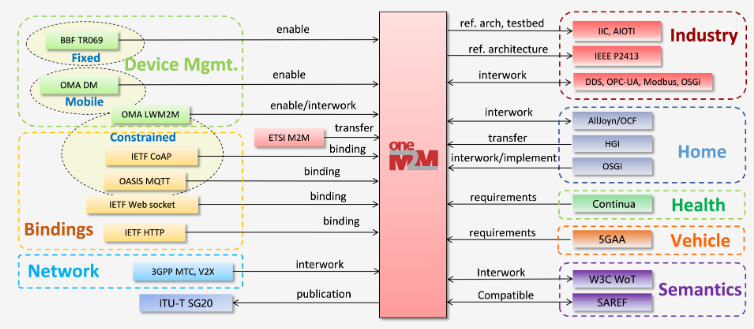 BBF TR069
Fixed
Device Mgmt.
enable
OMA DM
Mobile
enable
OMA LWM2M
enable/interwork
Constrained
ETSI M2M
transfer
IETF CoAP
binding
OASIS MQTT
binding
IETF Web socket
binding
Bindings
IETF HTTP
binding
Network
3GPP MTC, V2X
interwork
ITU-T SG20
publication
one
M2M
ref. arch, testbed
IIC, AIOTI
Industry
ref. architecture
IEEE P2413
interwork
DDS, OPC-UA, Modbus, OSGi
interwork
AllJoyn/OCF
transfer
HGI
Home
interwork/implement
OSGi
requirements
Continua
Health
requirements
5GAA
Vehicle
Interwork
W3C WoT
Semantics
Compatible
SAREF